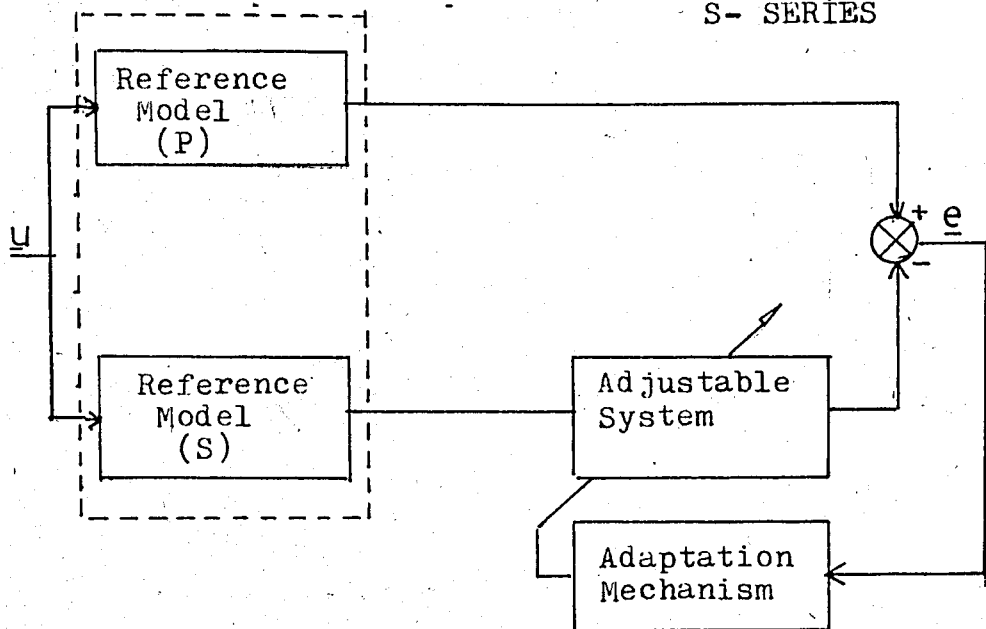 S- SERIES
Reference
Model
(P)
+
e
-
u
Reference
Model
(S)
Adjustable
System
Adaptation
Mechanism